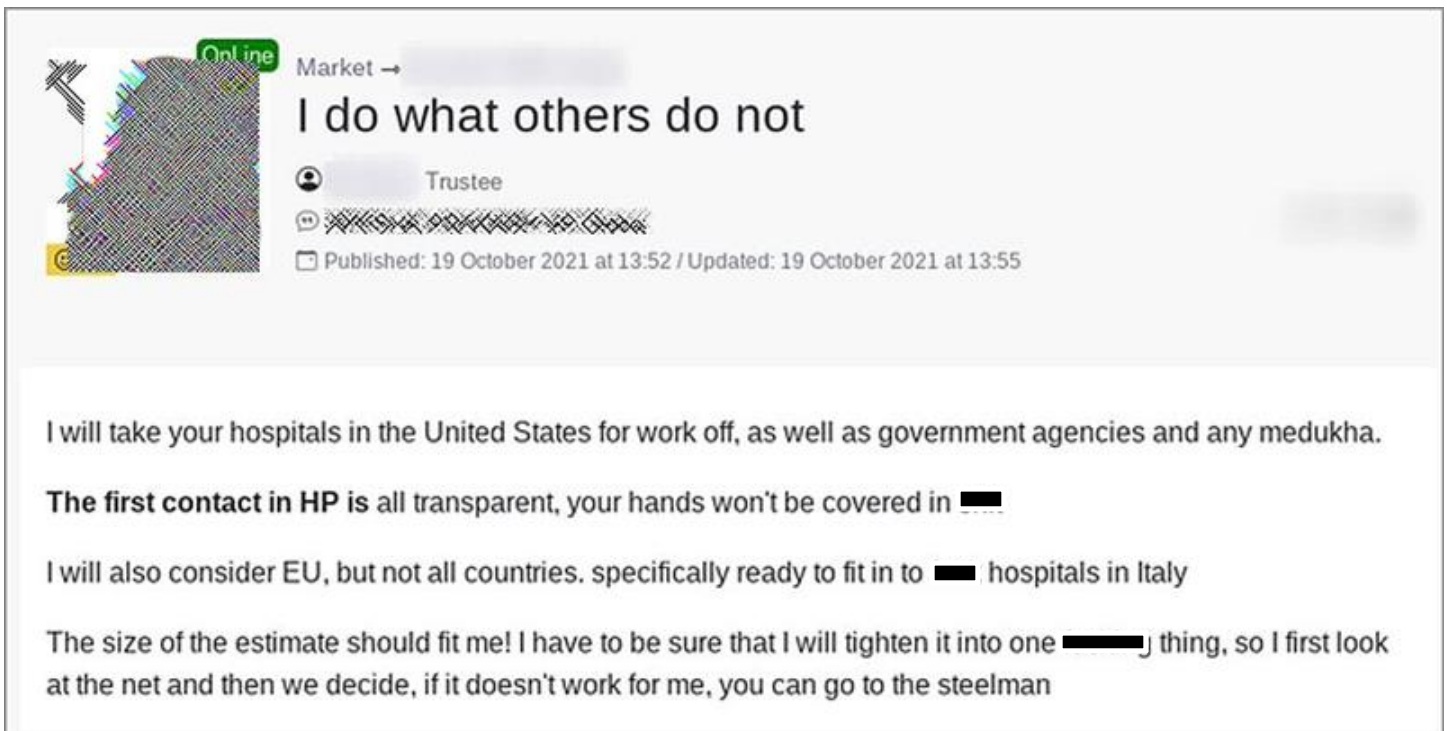 OnLine
Market →
I do what others do not
Trustee
Published: 19 October 2021 at 13:52 / Updated: 19 October 2021 at 13:55
I will take your hospitals in the United States for work off, as well as government agencies and any medukha.
The first contact in HP is all transparent, your hands won't be covered in
I will also consider EU, but not all countries. specifically ready to fit in to hospitals in Italy
The size of the estimate should fit me! I have to be sure that I will tighten it into one thing, so I first look
at the net and then we decide, if it doesn't work for me, you can go to the steelman